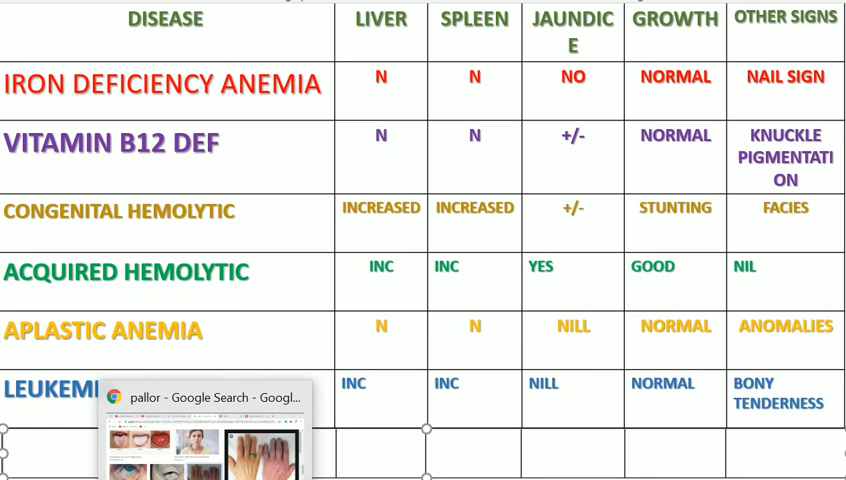 DISEASE LIVER SPLEEN JAUNDIC GROWTH OTHER SIGNS
E
IRON DEFICIENCY ANEMIA N N NO NORMAL NAIL SIGN
VITAMIN B12 DEF N N +/- NORMAL KNUCKLE
PIGMENTATI
ON
CONGENITAL HEMOLYTIC INCREASED INCREASED +/- STUNTING FACIES
ACQUIRED HEMOLYTIC INC INC YES GOOD NIL
APLASTIC ANEMIA N N NILL NORMAL ANOMALIES
LEUKEMI INC INC NILL NORMAL BONY
TENDERNESS
pallor - Google Search - Googl...